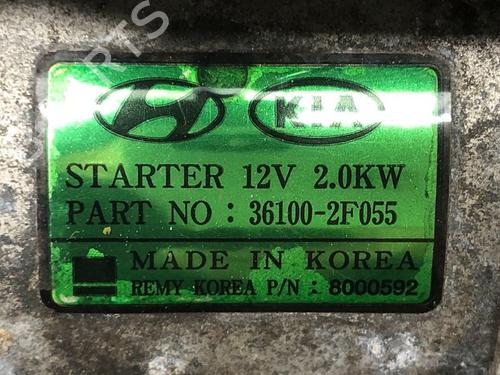 KIA
STARTER 12V 2.0KW
PART NO : 36100-2F055
MADE IN KOREA
REMY KOREA P/N : 8000592